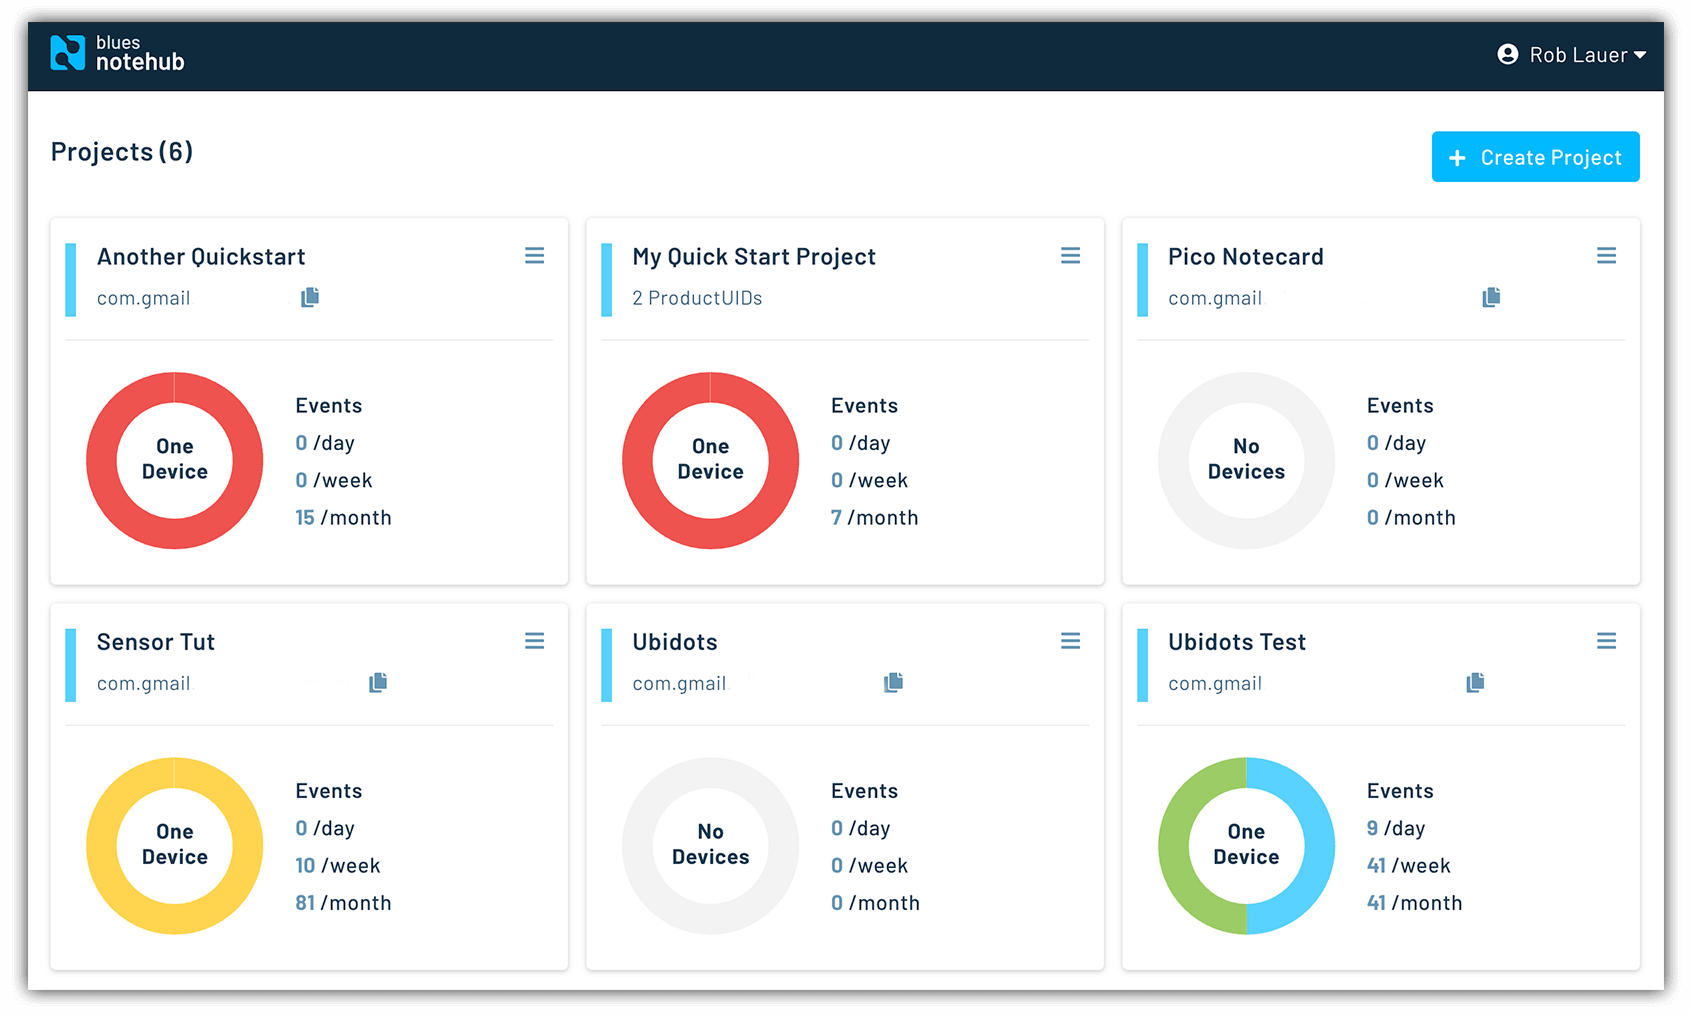 blues
notehub
Rob Lauer
Projects (6)
+ Create Project
Another Quickstart
com.gmail
One
Device
Events
0 /day
0 /week
15 /month
My Quick Start Project
2 ProductUIDs
One
Device
Events
0 /day
0 /week
7 /month
Pico Notecard
com.gmail
No
Devices
Events
0 /day
0 /week
0 /month
Sensor Tut
com.gmail
One
Device
Events
0 /day
10 /week
81 /month
Ubidots
com.gmail
No
Devices
Events
0 /day
0 /week
0 /month
Ubidots Test
com.gmail
One
Device
Events
9 /day
41 /week
41 /month